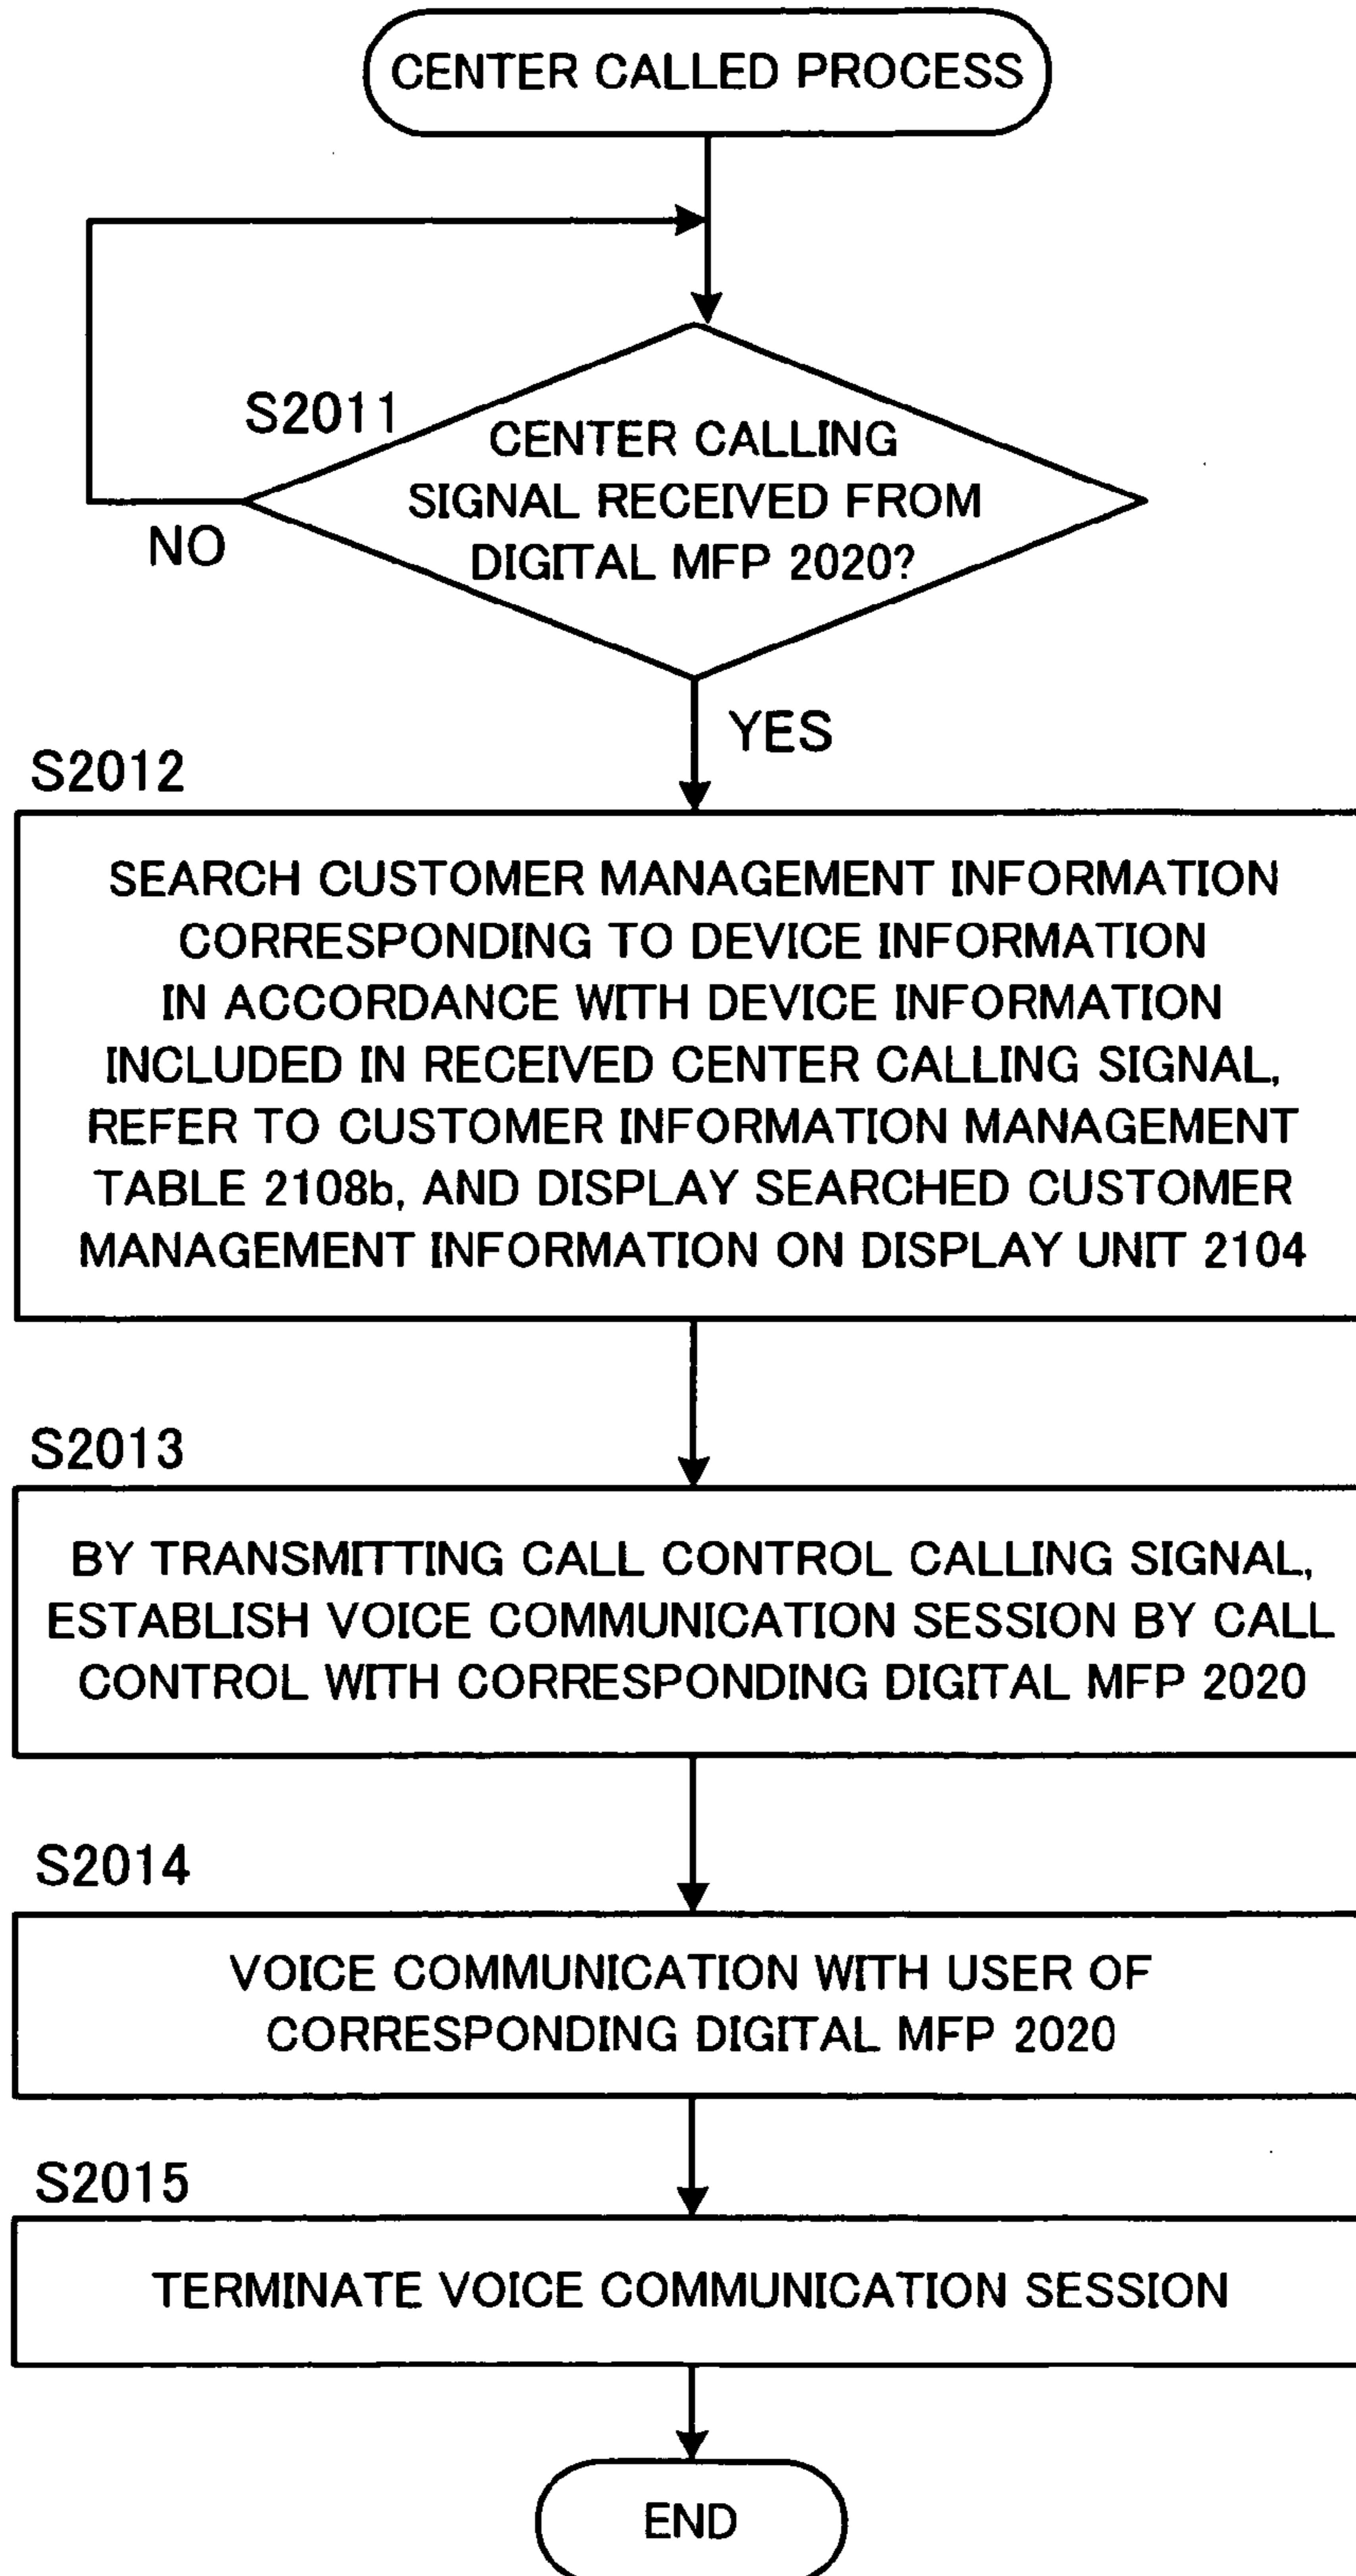 CENTER CALLED PROCESS
S2011
CENTER CALLING
SIGNAL RECEIVED FROM
DIGITAL MFP 2020?
NO
YES
S2012
SEARCH CUSTOMER MANAGEMENT INFORMATION
CORRESPONDING TO DEVICE INFORMATION
IN ACCORDANCE WITH DEVICE INFORMATION
INCLUDED IN RECEIVED CENTER CALLING SIGNAL,
REFER TO CUSTOMER INFORMATION MANAGEMENT
TABLE 2108b, AND DISPLAY SEARCHED CUSTOMER
MANAGEMENT INFORMATION ON DISPLAY UNIT 2104
S2013
BY TRANSMITTING CALL CONTROL CALLING SIGNAL,
ESTABLISH VOICE COMMUNICATION SESSION BY CALL
CONTROL WITH CORRESPONDING DIGITAL MFP 2020
S2014
VOICE COMMUNICATION WITH USER OF
CORRESPONDING DIGITAL MFP 2020
S2015
TERMINATE VOICE COMMUNICATION SESSION
END